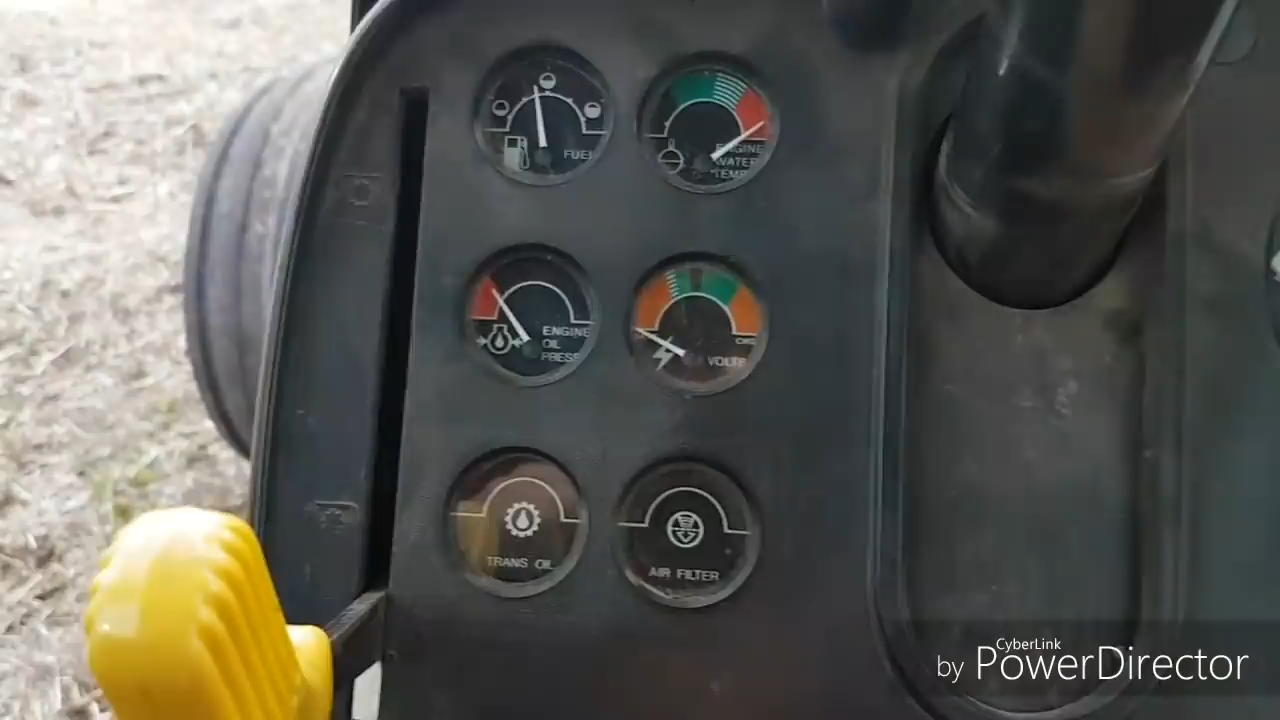 FUEL
ENGINE
WATER
TEMP
ENGINE
OIL
PRESS
VOLTS
TRANS OIL
AIR FILTER
CyberLink
by PowerDirector